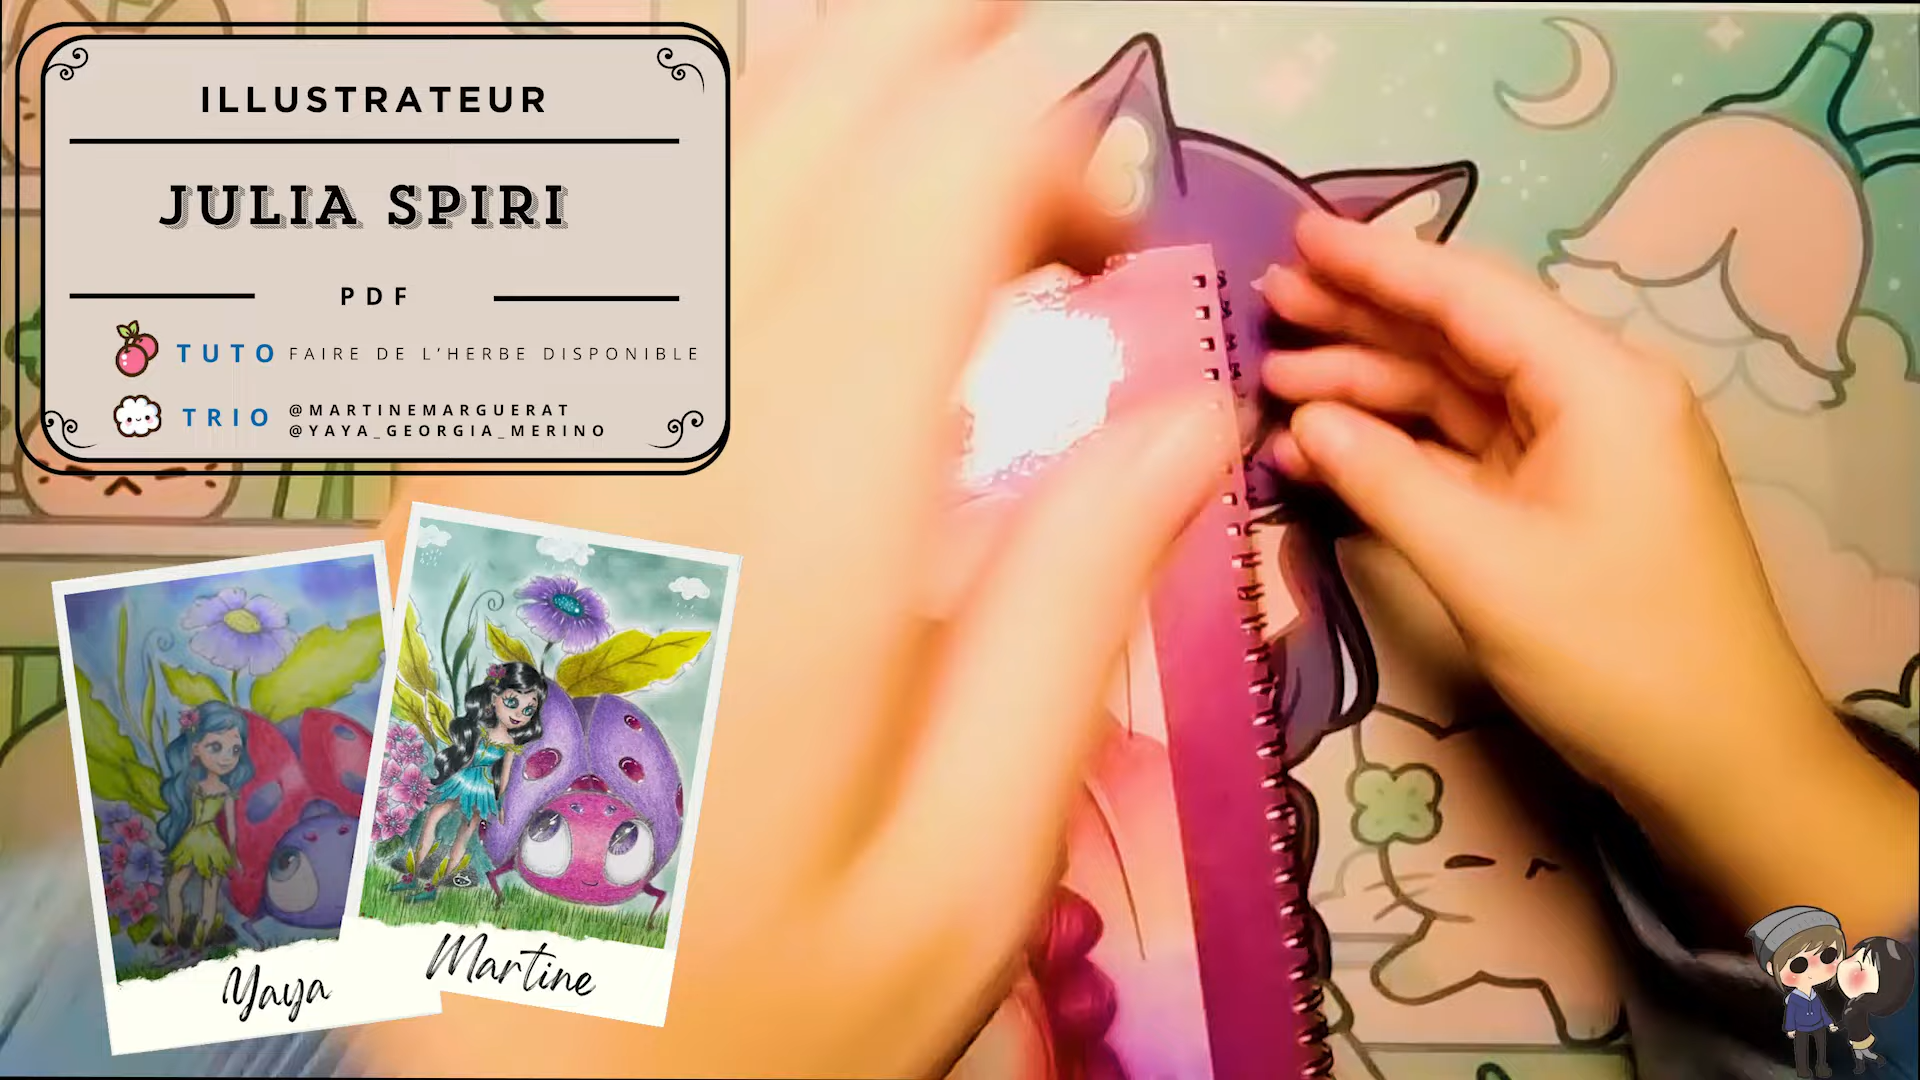 ILLUSTRATEUR
JULIA SPIRI
PDF
TUTO FAIRE DE L'HERBE DISPONIBLE
TRIO @MARTINEMARGUERAT
@YAYA_GEORGIA_MERINO
Yaya
Martine